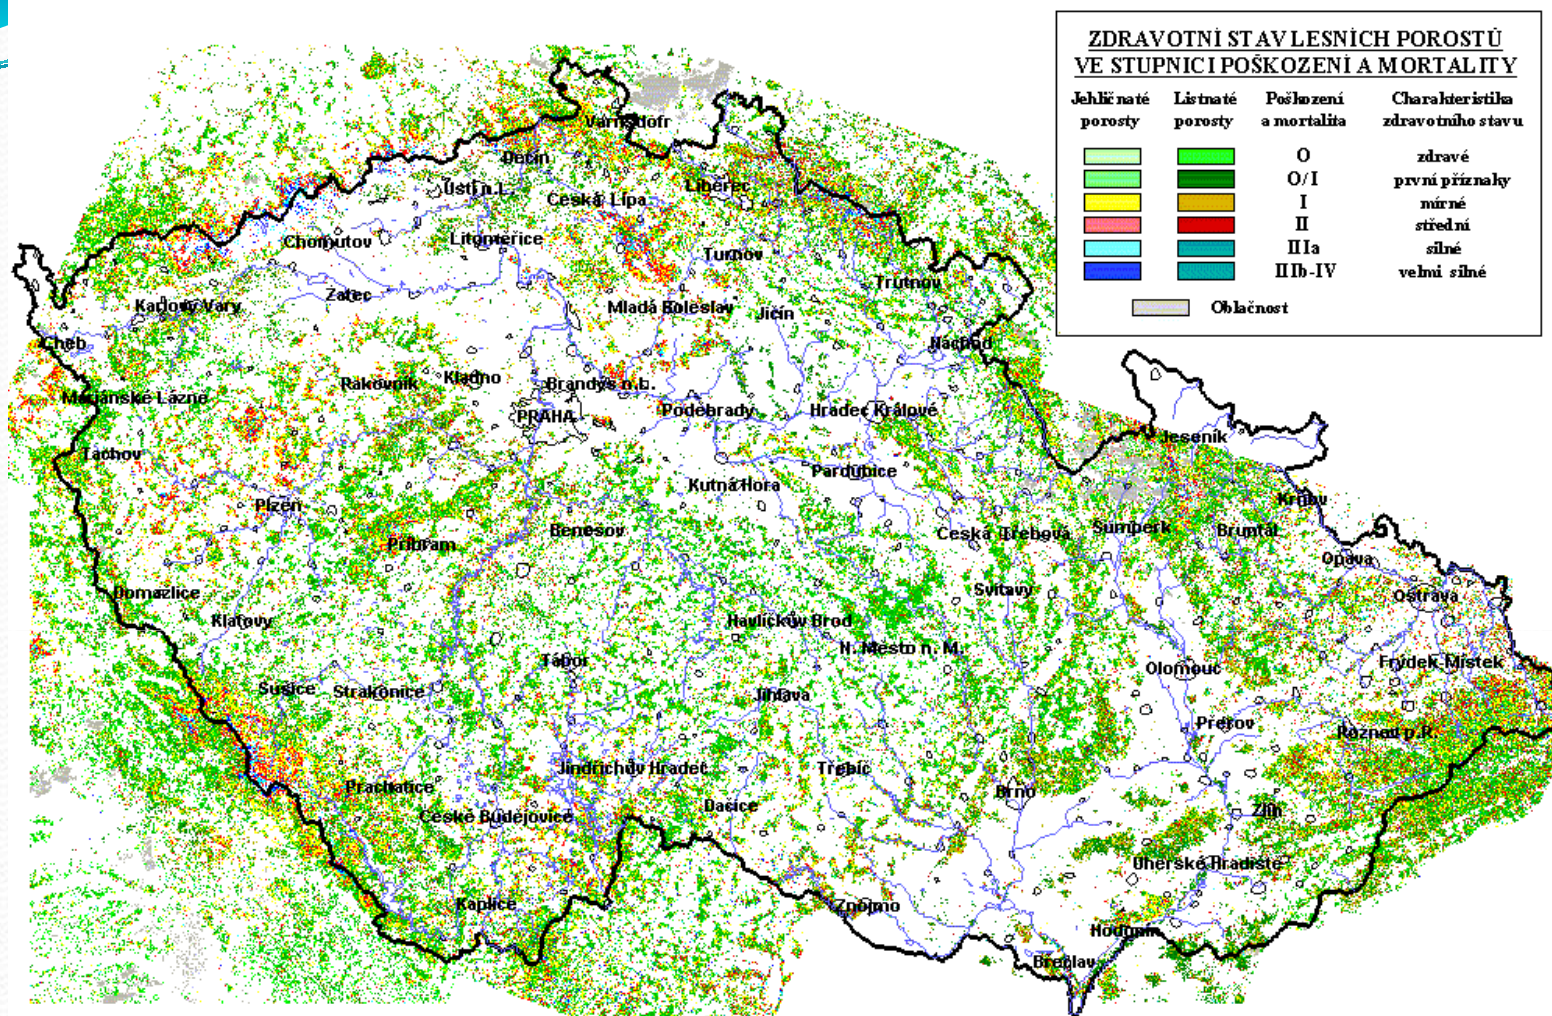 ZDRAVOTNÍ STAV LESNÍCH POROSTŮ
VE STUPNICI POŠKOZENÍ A MORTALITY
Jehličnaté porosty
Listnaté porosty
Poškození a mortalita
Charakteristika zdravotního stavu
O zdravé
O/I první příznaky
I mírné
II střední
IIIa silné
IIIb-IV velmi silné
Oblačnost
Varnsdorf
Děčín
Ústí n.L.
Česká Lípa
Liberec
Chomutov
Litoměřice
Turnov
Trutnov
Karlovy Vary
Žatec
Mladá Boleslav
Jičín
Cheb
Náchod
Rakovník
Kladno
Brandýs n.L.
Mariánské Lázně
PRAHA
Poděbrady
Hradec Králové
Jeseník
Tachov
Pardubice
Kutná Hora
Plzeň
Krnov
Příbram
Benešov
Česká Třebová
Šumperk
Bruntál
Opava
Domažlice
Svitavy
Ostrava
Klatovy
Havlíčkův Brod
N. Město n. M.
Tábor
Olomouc
Frýdek-Místek
Sušice
Strakonice
Jihlava
Přerov
Rožnov p.R.
Jindřichův Hradec
Třebíč
Prachatice
Brno
Dačice
Zlín
České Budějovice
Uherské Hradiště
Kaplice
Znojmo
Hodonín
Břeclav